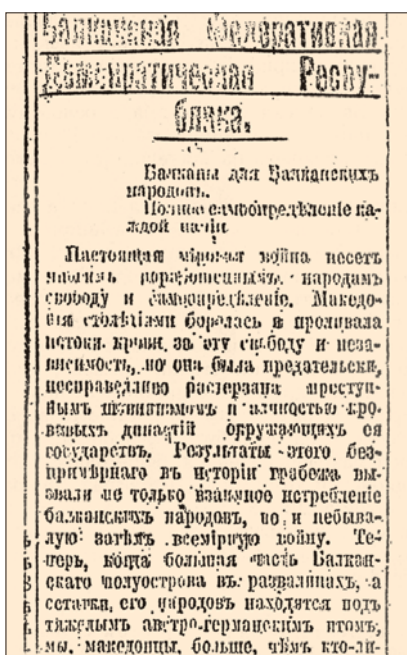 Балканская Федеративная
Демократическая Респу-
блика.
Балканы для Балканскихъ
народовъ.
Полное самоопредѣленіе ка-
ждой націи
Настоящая міровая война несетъ
многимъ порабощеннымъ народамъ
свободу и самоопредѣленіе. Македо-
нія столѣтіями боролась и проливала
потоки крови за эту свободу и неза-
висимость, но она была предательски,
несправедливо растерзана преступ-
нымъ шовинизмомъ и алчностью кро-
вавыхъ династій окружающихъ ея
государствъ. Результаты этого без-
примѣрнаго въ исторіи грабежа вы-
звали не только взаимное истребленіе
балканскихъ народовъ, но и небыва-
лую затѣмъ всемірную войну. Те-
перь, когда большая часть Балкан-
скаго полуострова въ развалинахъ, а
остатки его народовъ находятся подъ
тяжелымъ австро-германскимъ игомъ,
мы, македонцы, больше, чѣмъ кто-ли-